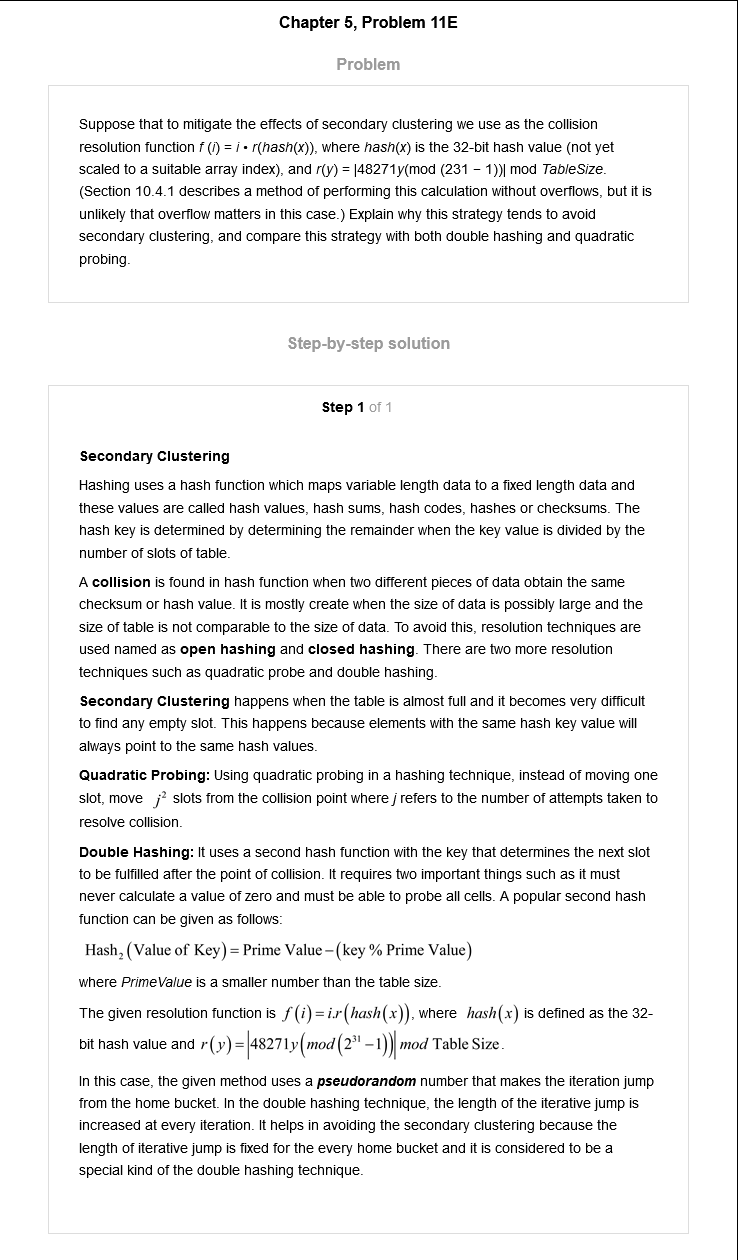 Chapter 5, Problem 11E
Problem
Suppose that to mitigate the effects of secondary clustering we use as the collision
resolution function f (i) = i • r(hash(x)), where hash(x) is the 32-bit hash value (not yet
scaled to a suitable array index), and r(y) = |48271y(mod (231 − 1))| mod TableSize.
(Section 10.4.1 describes a method of performing this calculation without overflows, but it is
unlikely that overflow matters in this case.) Explain why this strategy tends to avoid
secondary clustering, and compare this strategy with both double hashing and quadratic
probing.
Step-by-step solution
Step 1 of 1
Secondary Clustering
Hashing uses a hash function which maps variable length data to a fixed length data and
these values are called hash values, hash sums, hash codes, hashes or checksums. The
hash key is determined by determining the remainder when the key value is divided by the
number of slots of table.
A collision is found in hash function when two different pieces of data obtain the same
checksum or hash value. It is mostly create when the size of data is possibly large and the
size of table is not comparable to the size of data. To avoid this, resolution techniques are
used named as open hashing and closed hashing. There are two more resolution
techniques such as quadratic probe and double hashing.
Secondary Clustering happens when the table is almost full and it becomes very difficult
to find any empty slot. This happens because elements with the same hash key value will
always point to the same hash values.
Quadratic Probing: Using quadratic probing in a hashing technique, instead of moving one
slot, move j² slots from the collision point where j refers to the number of attempts taken to
resolve collision.
Double Hashing: It uses a second hash function with the key that determines the next slot
to be fulfilled after the point of collision. It requires two important things such as it must
never calculate a value of zero and must be able to probe all cells. A popular second hash
function can be given as follows:
Hash₂(Value of Key) = Prime Value − (key % Prime Value)
where PrimeValue is a smaller number than the table size.
The given resolution function is f(i) = i.r(hash(x)), where hash(x) is defined as the 32-
bit hash value and r(y) = |48271y(mod(2³¹ − 1))| mod Table Size.
In this case, the given method uses a pseudorandom number that makes the iteration jump
from the home bucket. In the double hashing technique, the length of the iterative jump is
increased at every iteration. It helps in avoiding the secondary clustering because the
length of iterative jump is fixed for the every home bucket and it is considered to be a
special kind of the double hashing technique.